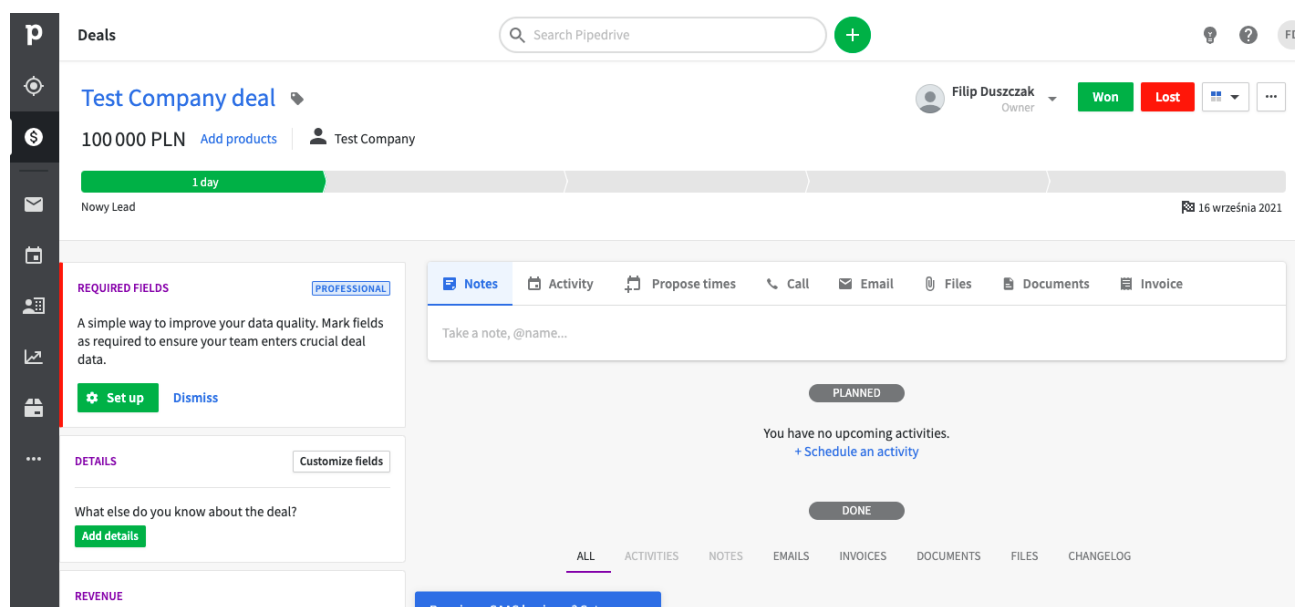 p
Deals
Search Pipedrive
FD
Test Company deal
Filip Duszczak
Owner
Won
Lost
100 000 PLN
Add products
Test Company
1 day
Nowy Lead
16 września 2021
REQUIRED FIELDS
PROFESSIONAL
A simple way to improve your data quality. Mark fields
as required to ensure your team enters crucial deal
data.
Set up
Dismiss
DETAILS
Customize fields
What else do you know about the deal?
Add details
REVENUE
Notes
Activity
Propose times
Call
Email
Files
Documents
Invoice
Take a note, @name...
PLANNED
You have no upcoming activities.
+ Schedule an activity
DONE
ALL
ACTIVITIES
NOTES
EMAILS
INVOICES
DOCUMENTS
FILES
CHANGELOG